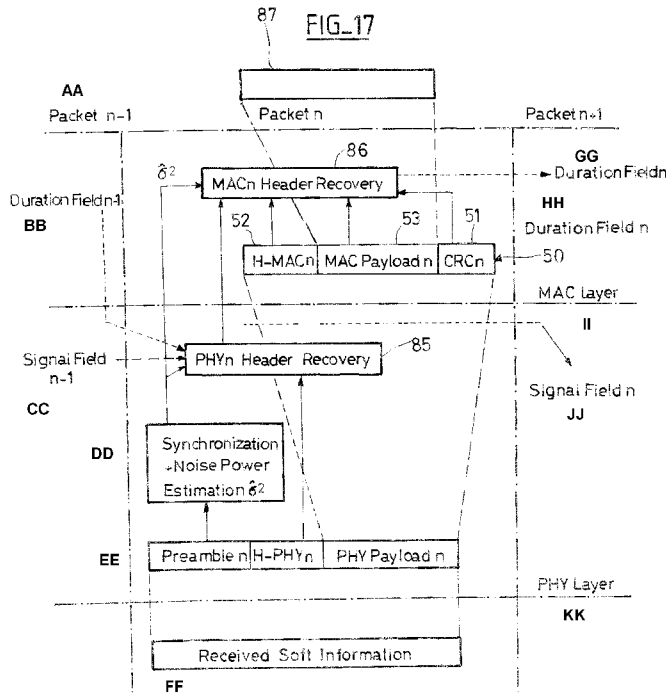 FIG_17
87
AA
Packet n-1
Packet n
Packet n+1
86
GG
σ̂2
MACn Header Recovery
Duration Field n
Duration Field n-1
HH
BB
52
53
51
Duration Field n
H-MACn
MAC Payload n
CRCn
50
MAC Layer
II
Signal Field
n-1
PHYn Header Recovery
85
CC
Signal Field n
JJ
DD
Synchronization
+Noise Power
Estimation σ̂2
EE
Preamble n
H-PHYn
PHY Payload n
PHY Layer
KK
Received Soft Information
FF